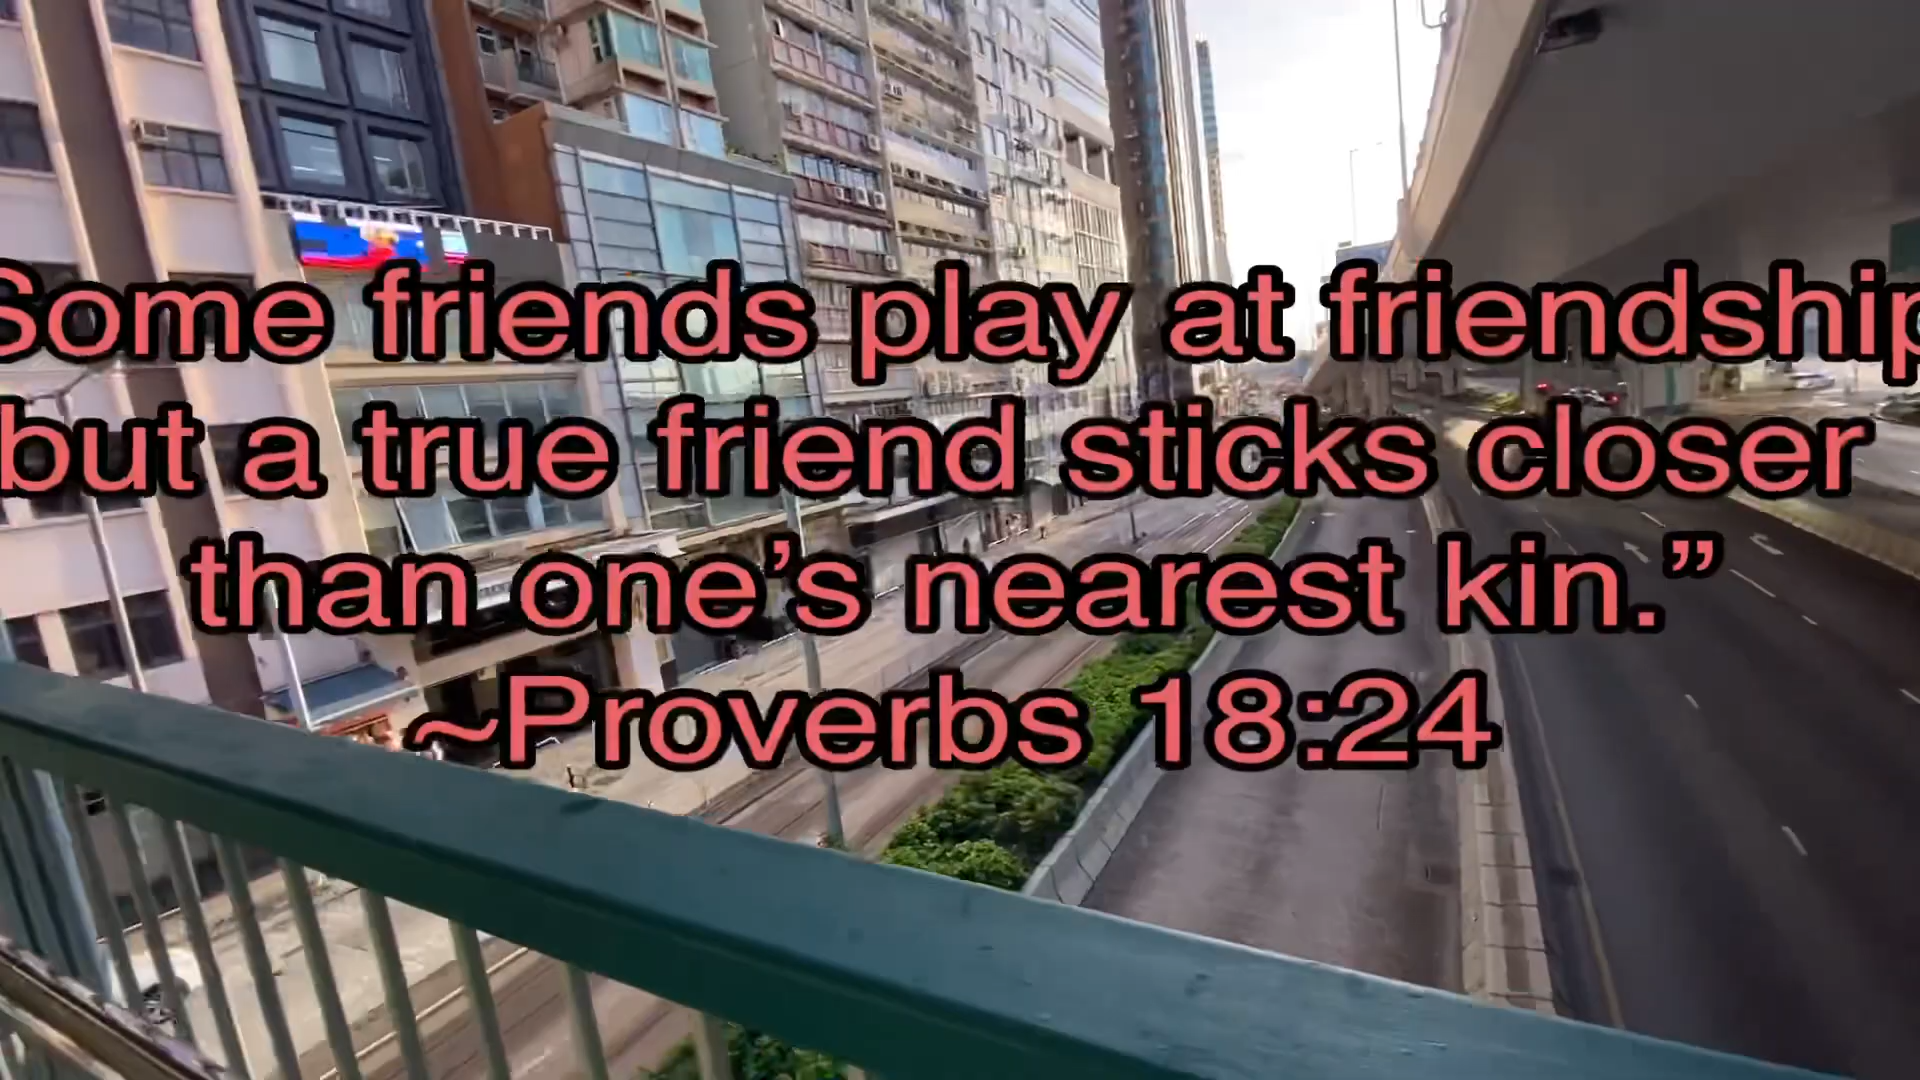 Some friends play at friendship
but a true friend sticks closer
than one’s nearest kin.”
~Proverbs 18:24